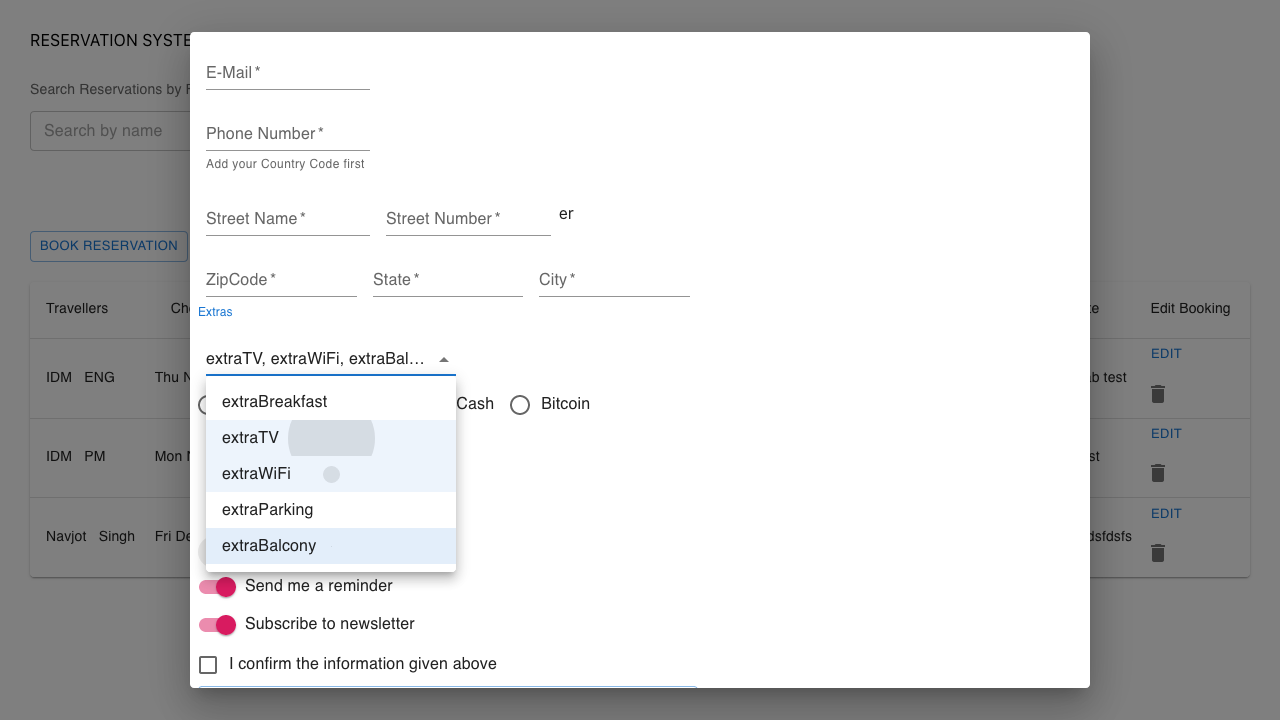 RESERVATION SYSTE
Search Reservations by
Search by name
BOOK RESERVATION
Travellers
Edit Booking
IDM ENG Thu
EDIT
test
IDM PM Mon
EDIT
Navjot Singh Fri De
EDIT
dsfdsfs
E-Mail *
Phone Number *
Add your Country Code first
Street Name * Street Number * er
ZipCode * State * City *
Extras
extraTV, extraWiFi, extraBal…
extraBreakfast
extraTV
extraWiFi
extraParking
extraBalcony
Cash Bitcoin
Send me a reminder
Subscribe to newsletter
I confirm the information given above